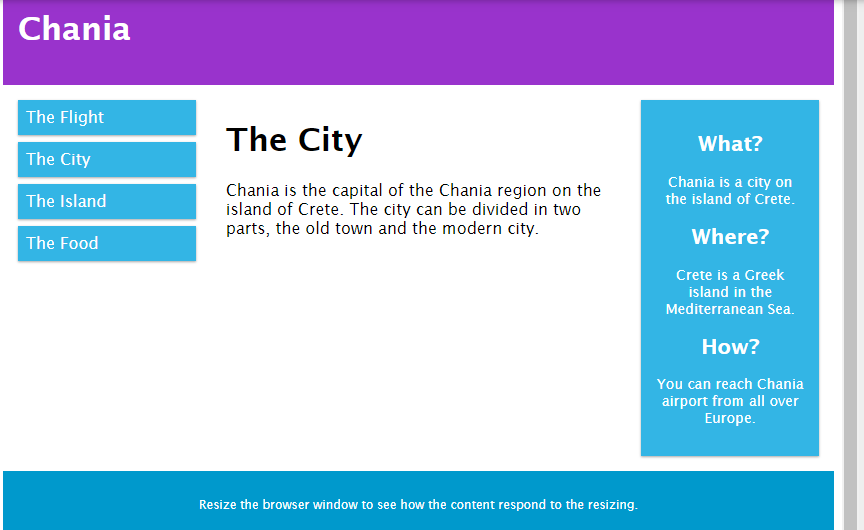 Chania
The Flight
The City
The Island
The Food
The City
Chania is the capital of the Chania region on the
island of Crete. The city can be divided in two
parts, the old town and the modern city.
What?
Chania is a city on
the island of Crete.
Where?
Crete is a Greek
island in the
Mediterranean Sea.
How?
You can reach Chania
airport from all over
Europe.
Resize the browser window to see how the content respond to the resizing.